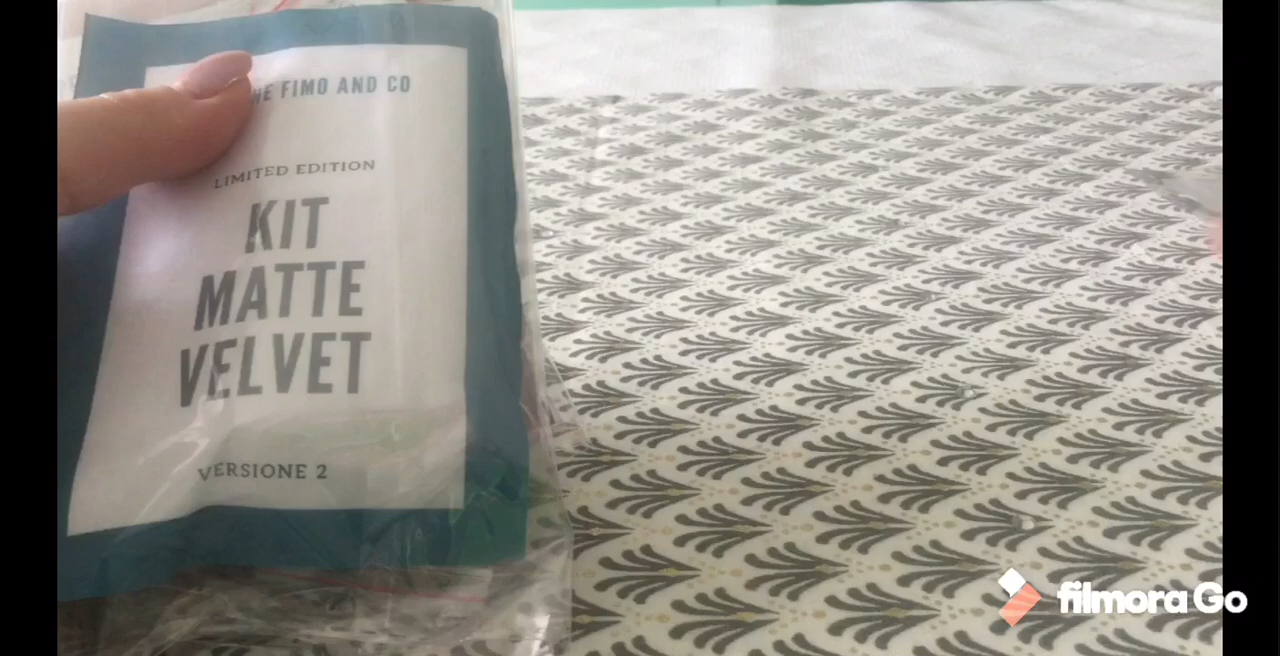 FIMO AND CO
LIMITED EDITION
KIT
MATTE
VELVET
VERSIONE 2
filmora Go